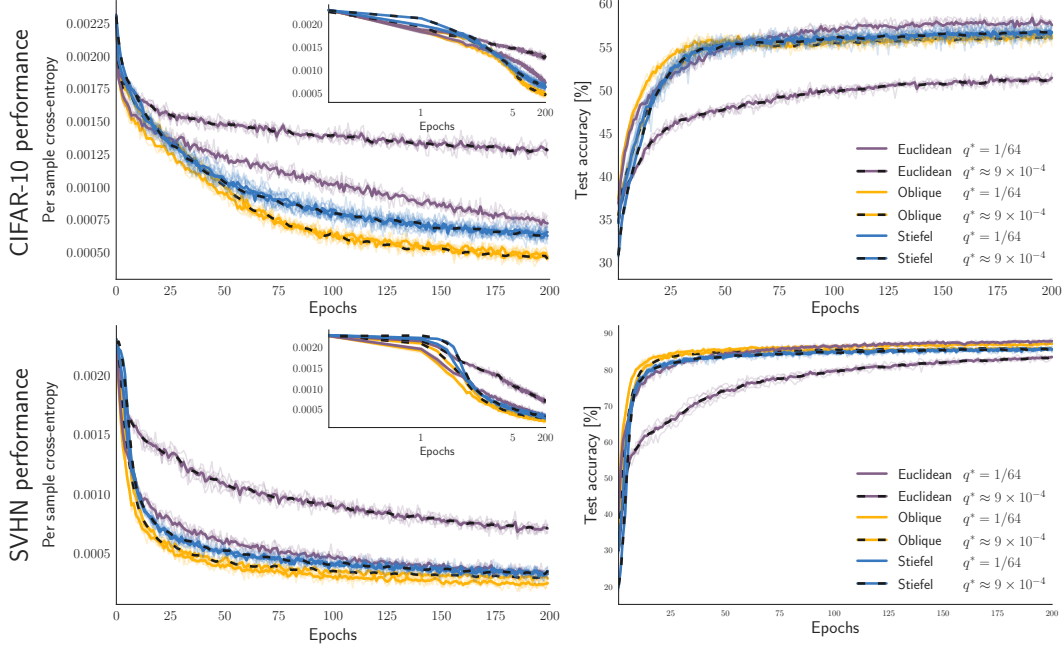 CIFAR-10 performance
Per sample cross-entropy
0.00225
0.00200
0.00175
0.00150
0.00125
0.00100
0.00075
0.00050
0 25 50 75 100 125 150 175 200
Epochs
0.0020
0.0015
0.0010
0.0005
1 5 200
Epochs
Test accuracy [%]
60
55
50
45
40
35
30
0 25 50 75 100 125 150 175 200
Epochs
Euclidean q* = 1/64
Euclidean q* ≈ 9 × 10⁻⁴
Oblique q* = 1/64
Oblique q* ≈ 9 × 10⁻⁴
Stiefel q* = 1/64
Stiefel q* ≈ 9 × 10⁻⁴
SVHN performance
Per sample cross-entropy
0.0020
0.0015
0.0010
0.0005
0 25 50 75 100 125 150 175 200
Epochs
0.0020
0.0015
0.0010
0.0005
1 5 200
Epochs
Test accuracy [%]
90
80
70
60
50
40
30
15
25 50 75 100 125 150 175 200
Epochs
Euclidean q* = 1/64
Euclidean q* ≈ 9 × 10⁻⁴
Oblique q* = 1/64
Oblique q* ≈ 9 × 10⁻⁴
Stiefel q* = 1/64
Stiefel q* ≈ 9 × 10⁻⁴